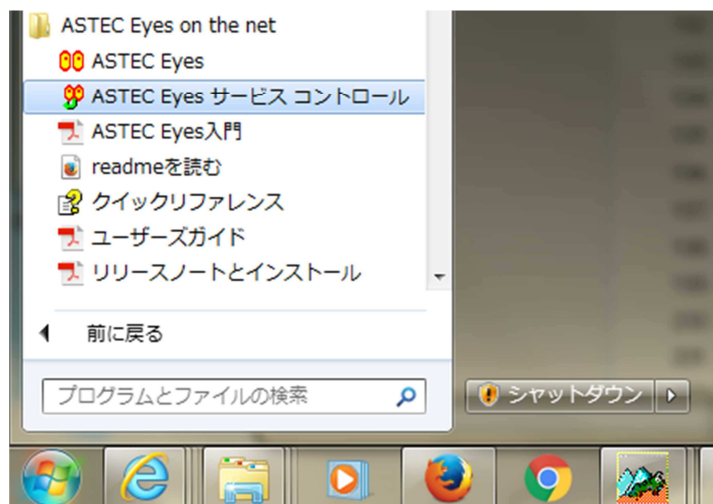 ASTEC Eyes on the net
ASTEC Eyes
ASTEC Eyes サービス コントロール
ASTEC Eyes入門
readmeを読む
クイックリファレンス
ユーザーズガイド
リリースノートとインストール
前に戻る
プログラムとファイルの検索
シャットダウン